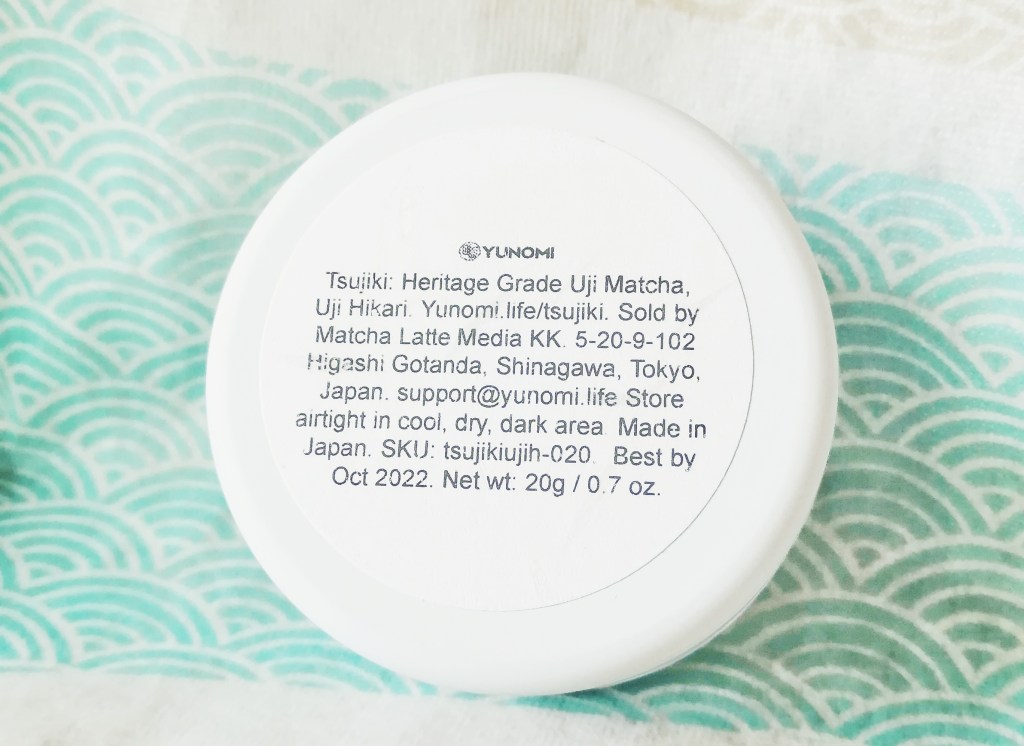 YUNOMI
Tsujiki: Heritage Grade Uji Matcha,
Uji Hikari. Yunomi.life/tsujiki. Sold by
Matcha Latte Media KK. 5-20-9-102
Higashi Gotanda, Shinagawa, Tokyo,
Japan. support@yunomi.life Store
airtight in cool, dry, dark area. Made in
Japan. SKU: tsujikiujih-020. Best by
Oct 2022. Net wt: 20g / 0.7 oz.